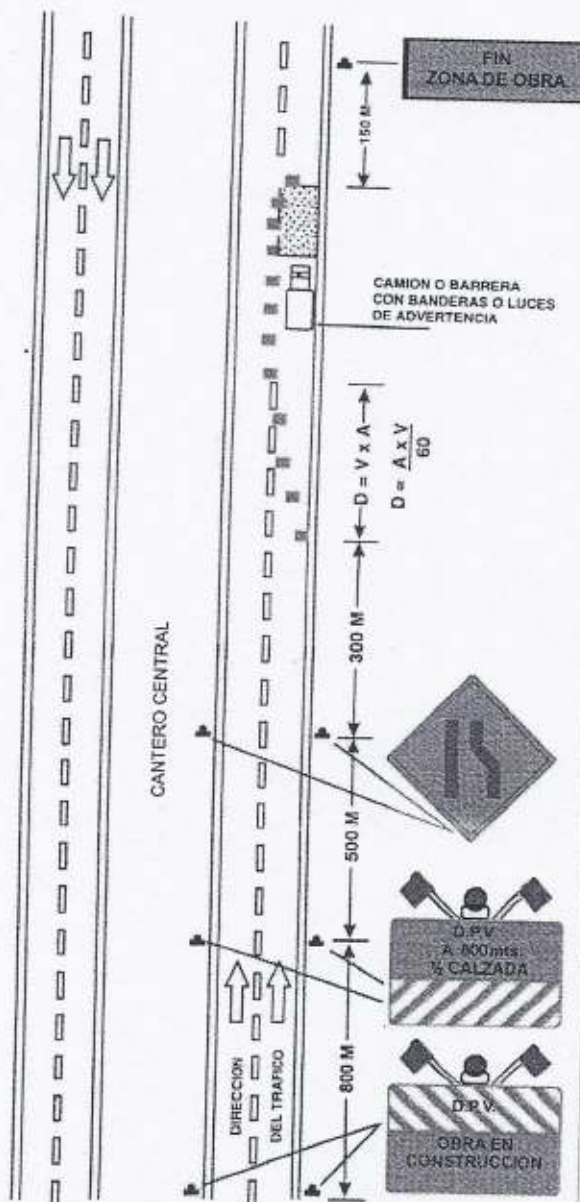 FIN
ZONA DE OBRA
150 M
CAMION O BARRERA
CON BANDERAS O LUCES
DE ADVERTENCIA
D = V x A
D = A x V
60
300 M
CANTERO CENTRAL
500 M
D.P.V.
A 800mts.
½ CALZADA
DIRECCION
DEL TRAFICO
800 M
D.P.V.
OBRA EN
CONSTRUCCION